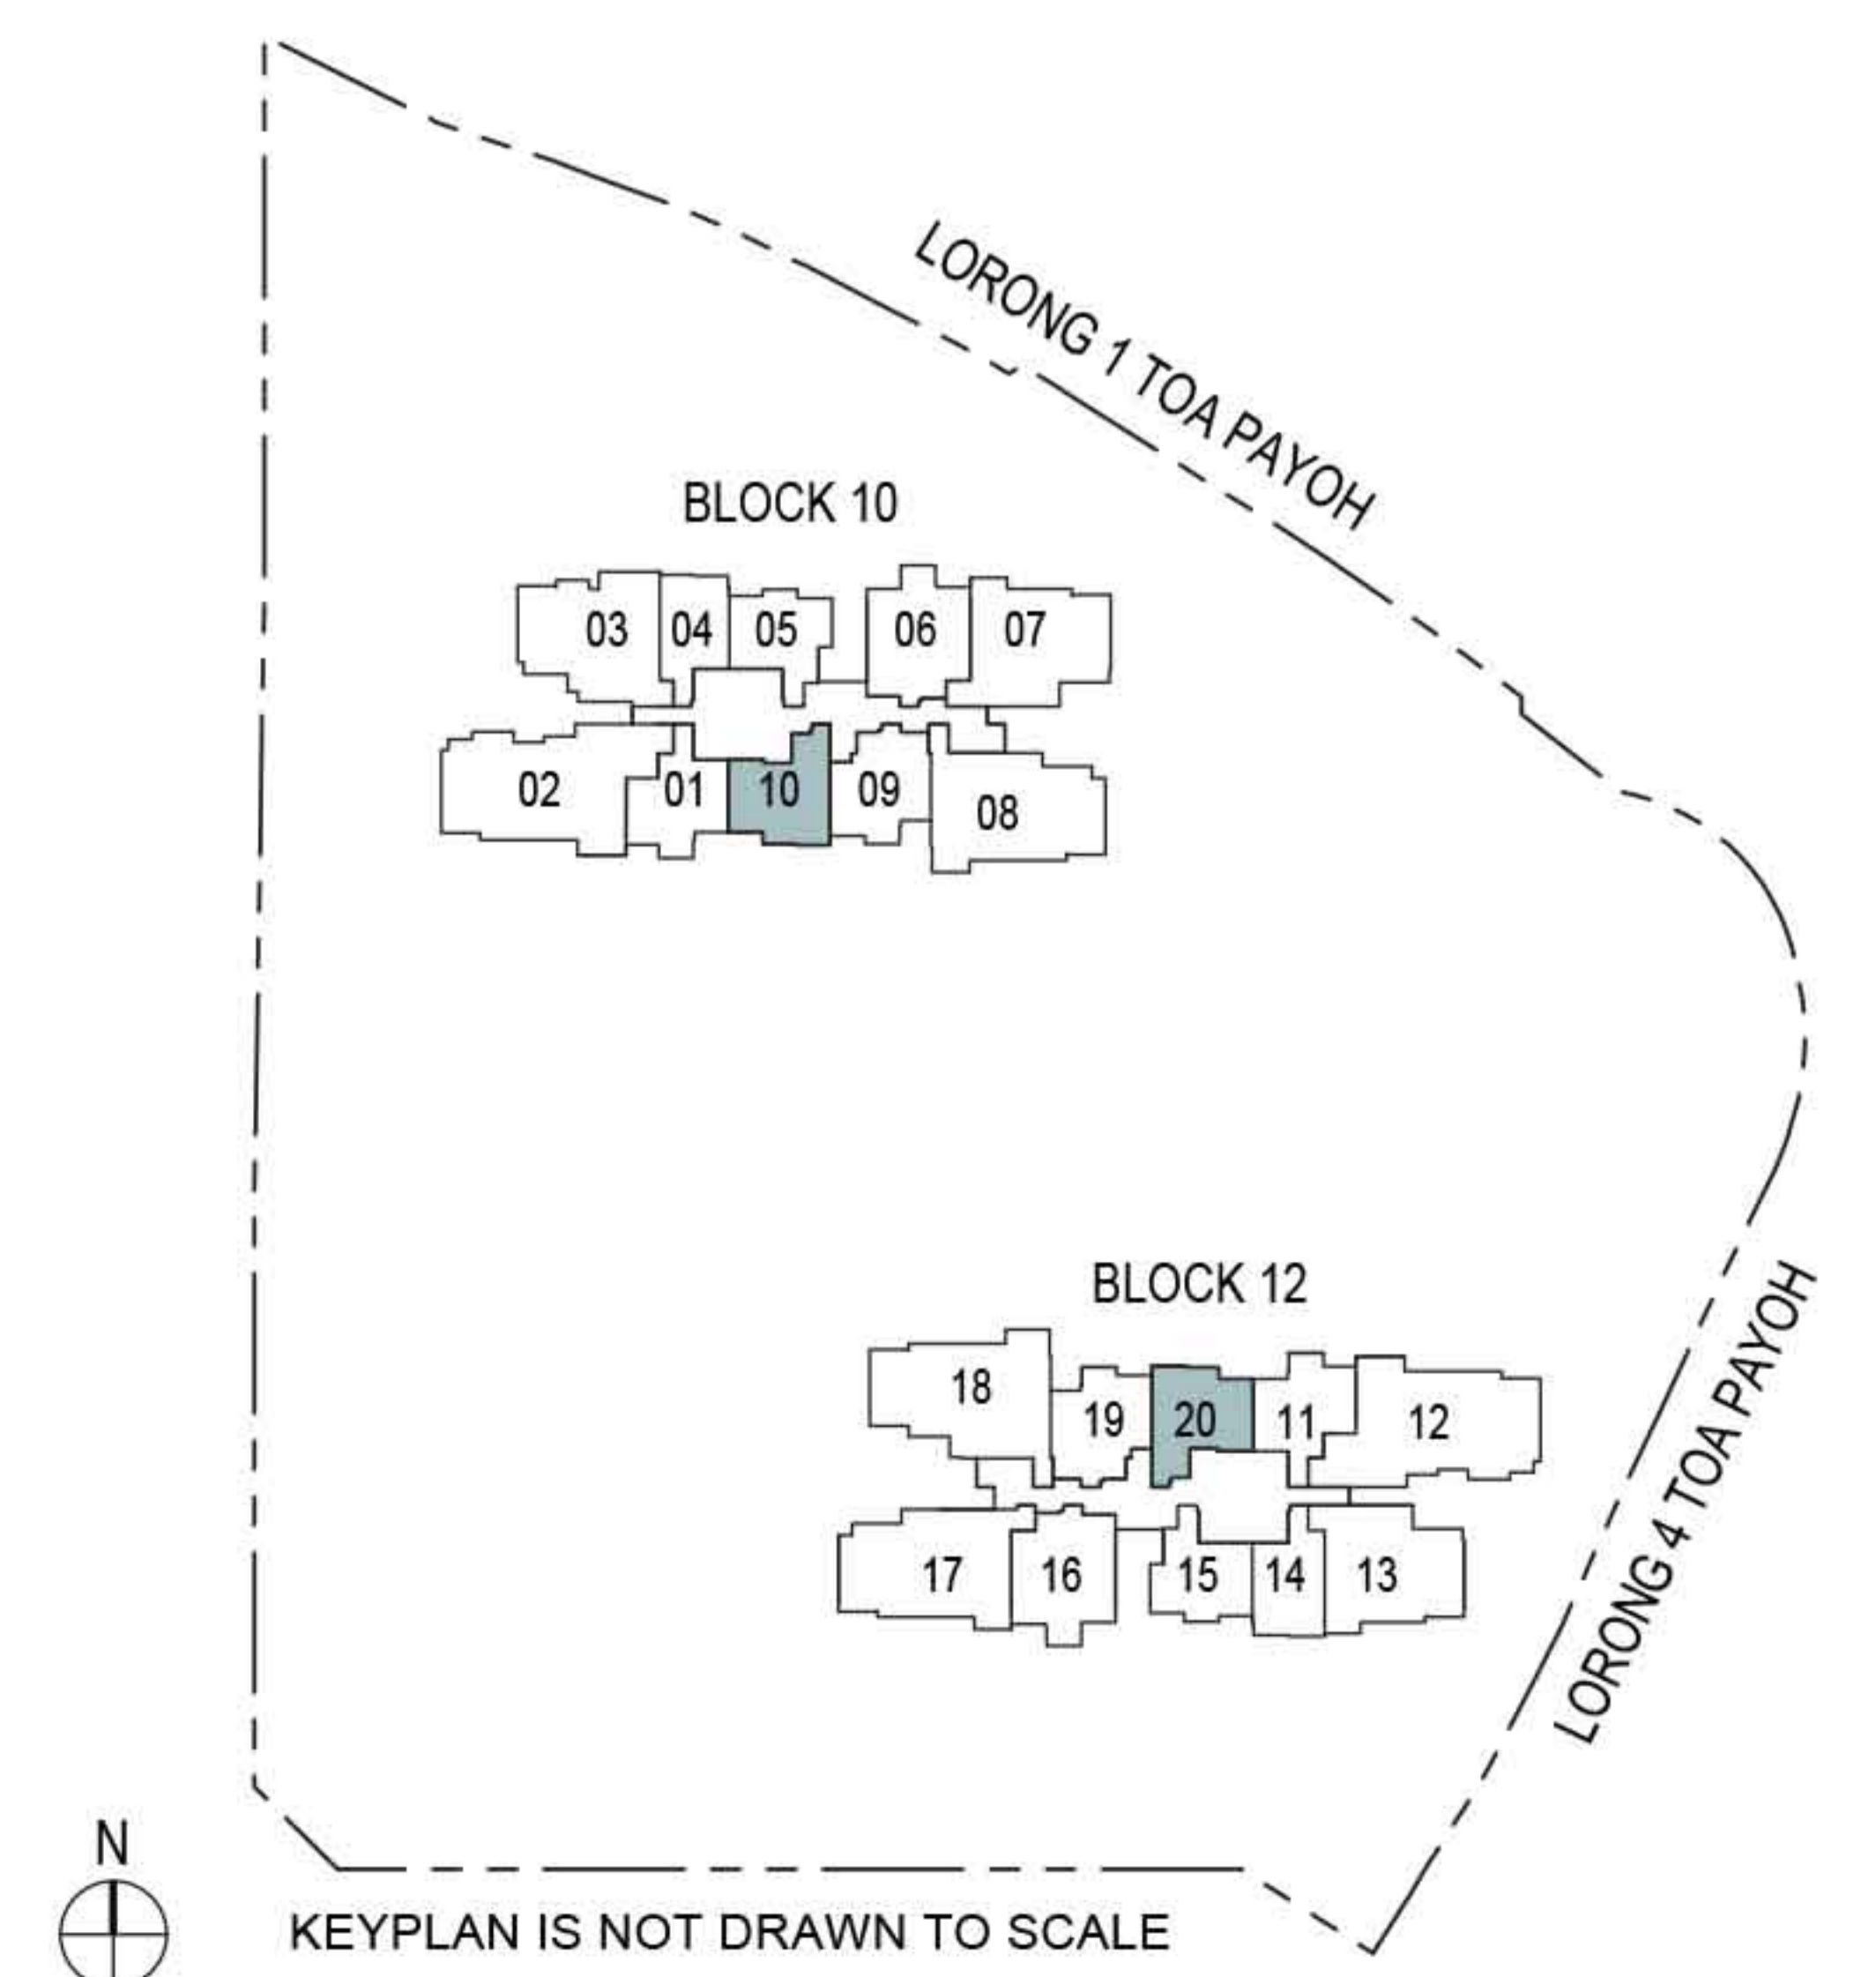 LORONG 1 TOA PAYOH
BLOCK 10
03 04 05 06 07
02 01 10 09 08
BLOCK 12
18 19 20 11 12
17 16 15 14 13
LORONG 4 TOA PAYOH
N
KEYPLAN IS NOT DRAWN TO SCALE